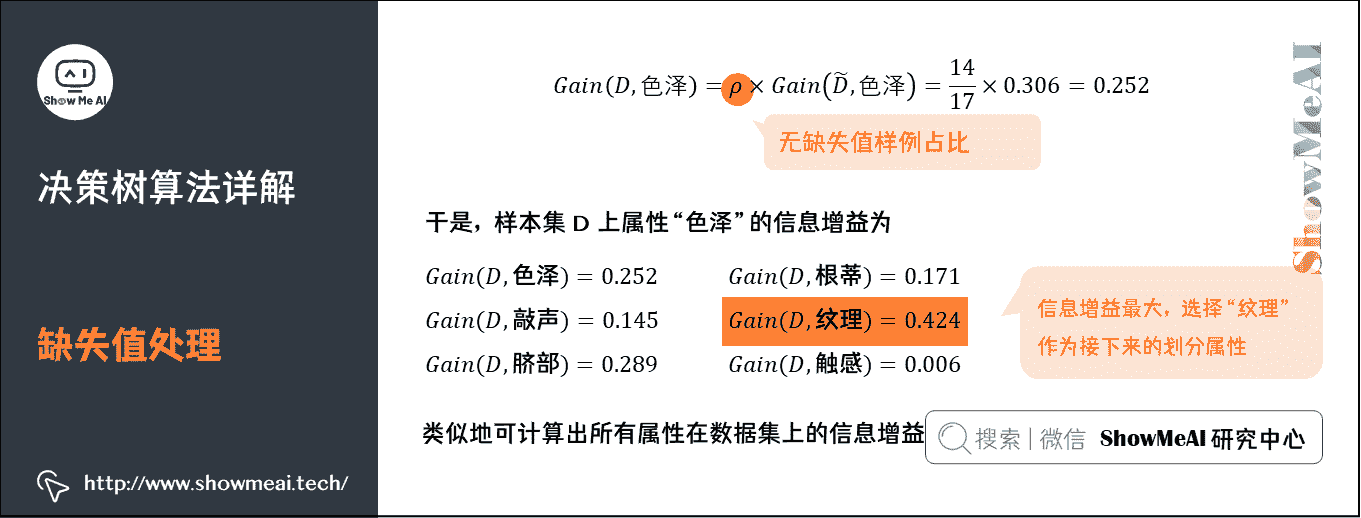 Show Me AI
决策树算法详解
缺失值处理
http://www.showmeai.tech/
Gain(D,色泽) = ρ × Gain(D̃,色泽) = 14/17 × 0.306 = 0.252
无缺失值样例占比
于是，样本集 D 上属性“色泽”的信息增益为
Gain(D,色泽) = 0.252 Gain(D,根蒂) = 0.171
Gain(D,敲声) = 0.145 Gain(D,纹理) = 0.424
Gain(D,脐部) = 0.289 Gain(D,触感) = 0.006
信息增益最大，选择“纹理”
作为接下来的划分属性
类似地可计算出所有属性在数据集上的信息增益
搜索 | 微信 ShowMeAI 研究中心
ShowMeAI